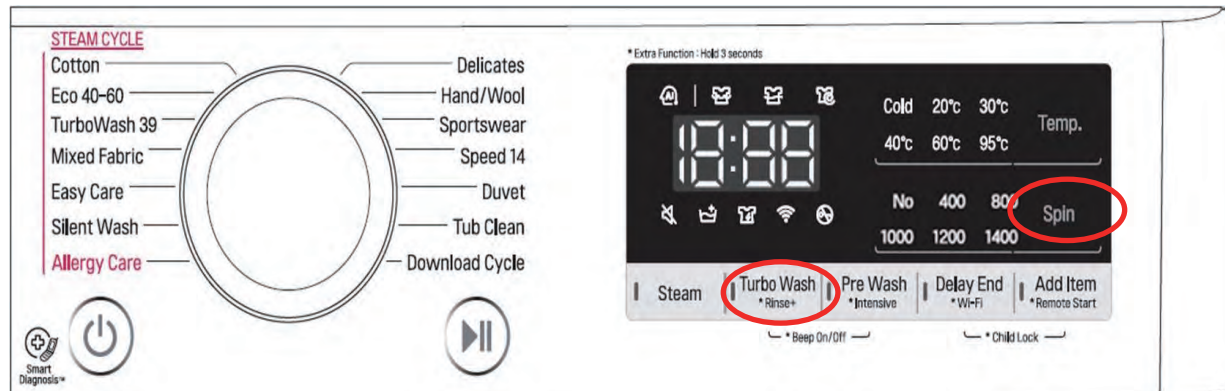 STEAM CYCLE
Cotton
Eco 40-60
TurboWash 39
Mixed Fabric
Easy Care
Silent Wash
Allergy Care
Delicates
Hand/Wool
Sportswear
Speed 14
Duvet
Tub Clean
Download Cycle
Smart
Diagnosis™
* Extra Function : Hold 3 seconds
AI
18:88
Cold 20°c 30°c
40°c 60°c 95°c
Temp.
No 400 800
1000 1200 1400
Spin
Steam
Turbo Wash
* Rinse+
Pre Wash
* Intensive
Delay End
* Wi-Fi
Add Item
* Remote Start
* Beep On/Off
* Child Lock